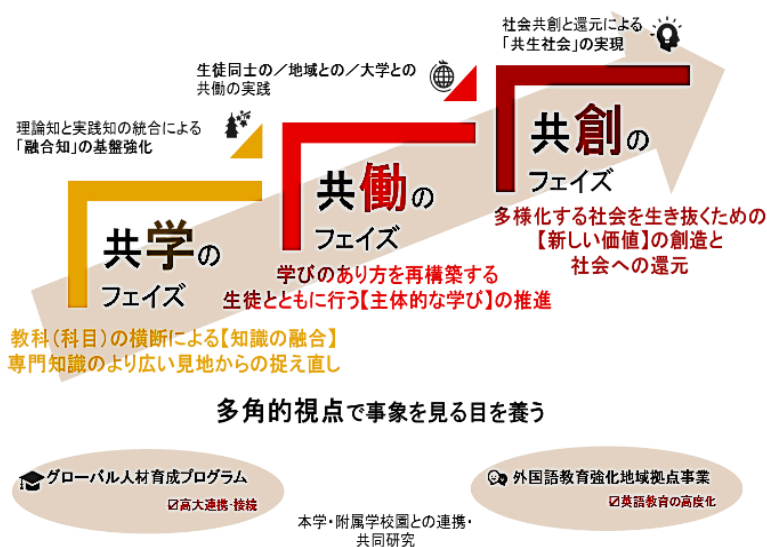 社会共創と還元による
「共生社会」の実現
生徒同士の／地域との／大学との
共働の実践
理論知と実践知の統合による
「融合知」の基盤強化
共創の
フェイズ
共働の
フェイズ
共学の
フェイズ
多様化する社会を生き抜くための
【新しい価値】の創造と
社会への還元
学びのあり方を再構築する
生徒とともに行う【主体的な学び】の推進
教科（科目）の横断による【知識の融合】
専門知識のより広い見地からの捉え直し
多角的視点で事象を見る目を養う
グローバル人材育成プログラム
☑高大連携・接続
外国語教育強化地域拠点事業
☑英語教育の高度化
本学・附属学校園との連携・
共同研究